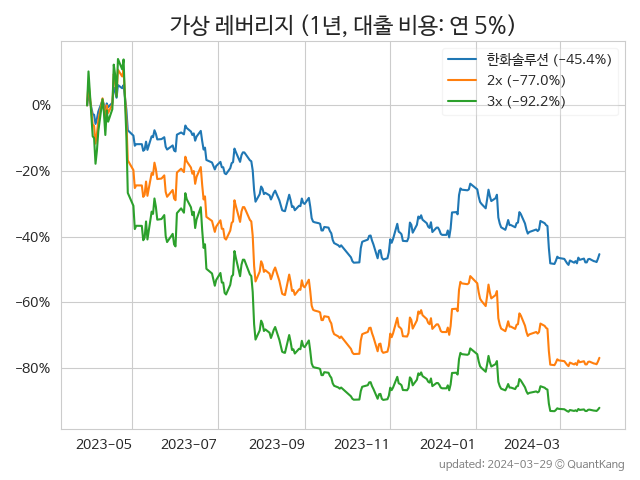 가상 레버리지 (1년, 대출 비용: 연 5%)
한화솔루션 (−45.4%)
2x (−77.0%)
3x (−92.2%)
0%
−20%
−40%
−60%
−80%
2023-05 2023-07 2023-09 2023-11 2024-01 2024-03
updated: 2024-03-29 © QuantKang